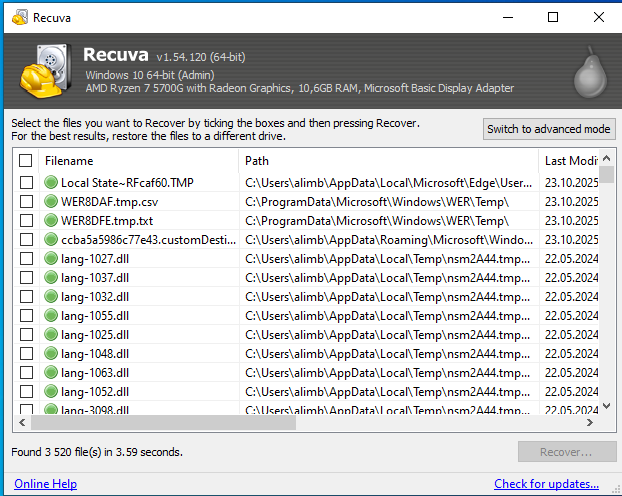 Recuva
Recuva v1.54.120 (64-bit)
Windows 10 64-bit (Admin)
AMD Ryzen 7 5700G with Radeon Graphics, 10,6GB RAM, Microsoft Basic Display Adapter
Select the files you want to Recover by ticking the boxes and then pressing Recover.
For the best results, restore the files to a different drive.
Switch to advanced mode
Filename Path Last Modif
Local State~RFcaf60.TMP C:\Users\alimb\AppData\Local\Microsoft\Edge\User... 23.10.2025
WER8DAF.tmp.csv C:\ProgramData\Microsoft\Windows\WER\Temp\ 23.10.2025
WER8DFE.tmp.txt C:\ProgramData\Microsoft\Windows\WER\Temp\ 23.10.2025
ccba5a5986c77e43.customDesti... C:\Users\alimb\AppData\Roaming\Microsoft\Windo... 23.10.2025
lang-1027.dll C:\Users\alimb\AppData\Local\Temp\nsm2A44.tmp... 22.05.2024
lang-1037.dll C:\Users\alimb\AppData\Local\Temp\nsm2A44.tmp... 22.05.2024
lang-1032.dll C:\Users\alimb\AppData\Local\Temp\nsm2A44.tmp... 22.05.2024
lang-1055.dll C:\Users\alimb\AppData\Local\Temp\nsm2A44.tmp... 22.05.2024
lang-1025.dll C:\Users\alimb\AppData\Local\Temp\nsm2A44.tmp... 22.05.2024
lang-1048.dll C:\Users\alimb\AppData\Local\Temp\nsm2A44.tmp... 22.05.2024
lang-1063.dll C:\Users\alimb\AppData\Local\Temp\nsm2A44.tmp... 22.05.2024
lang-1052.dll C:\Users\alimb\AppData\Local\Temp\nsm2A44.tmp... 22.05.2024
lang-3098.dll C:\Users\alimb\AppData\Local\Temp\nsm2A44.tmp... 22.05.2024
Found 3 520 file(s) in 3.59 seconds.
Recover...
Online Help
Check for updates...